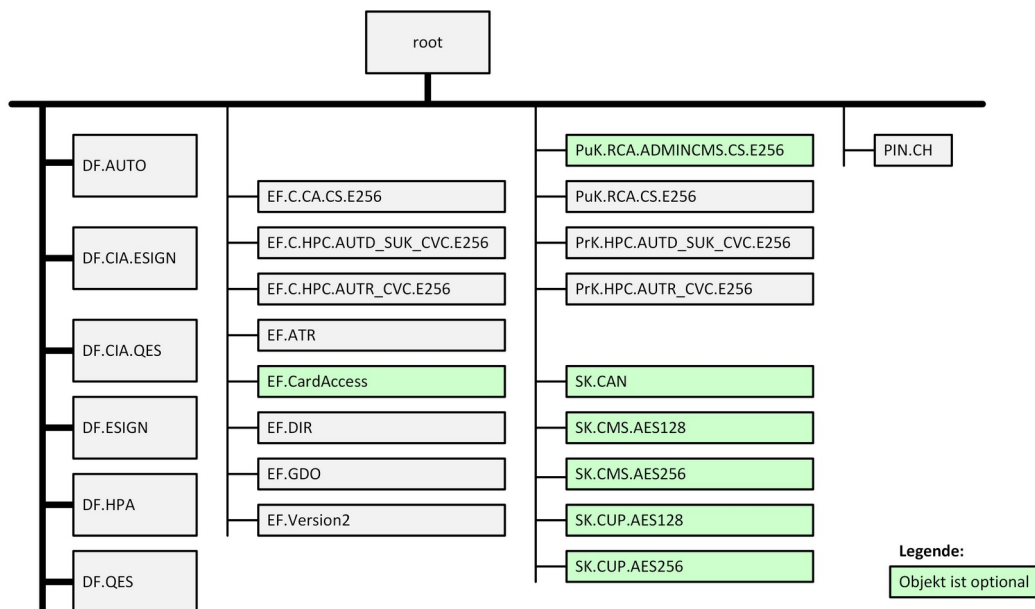 root
DF.AUTO
DF.CIA.ESIGN
DF.CIA.QES
DF.ESIGN
DF.HPA
DF.QES
EF.C.CA.CS.E256
EF.C.HPC.AUTD_SUK_CVC.E256
EF.C.HPC.AUTR_CVC.E256
EF.ATR
EF.CardAccess
EF.DIR
EF.GDO
EF.Version2
PuK.RCA.ADMINCMS.CS.E256
PuK.RCA.CS.E256
PrK.HPC.AUTD_SUK_CVC.E256
PrK.HPC.AUTR_CVC.E256
SK.CAN
SK.CMS.AES128
SK.CMS.AES256
SK.CUP.AES128
SK.CUP.AES256
PIN.CH
Legende:
Objekt ist optional